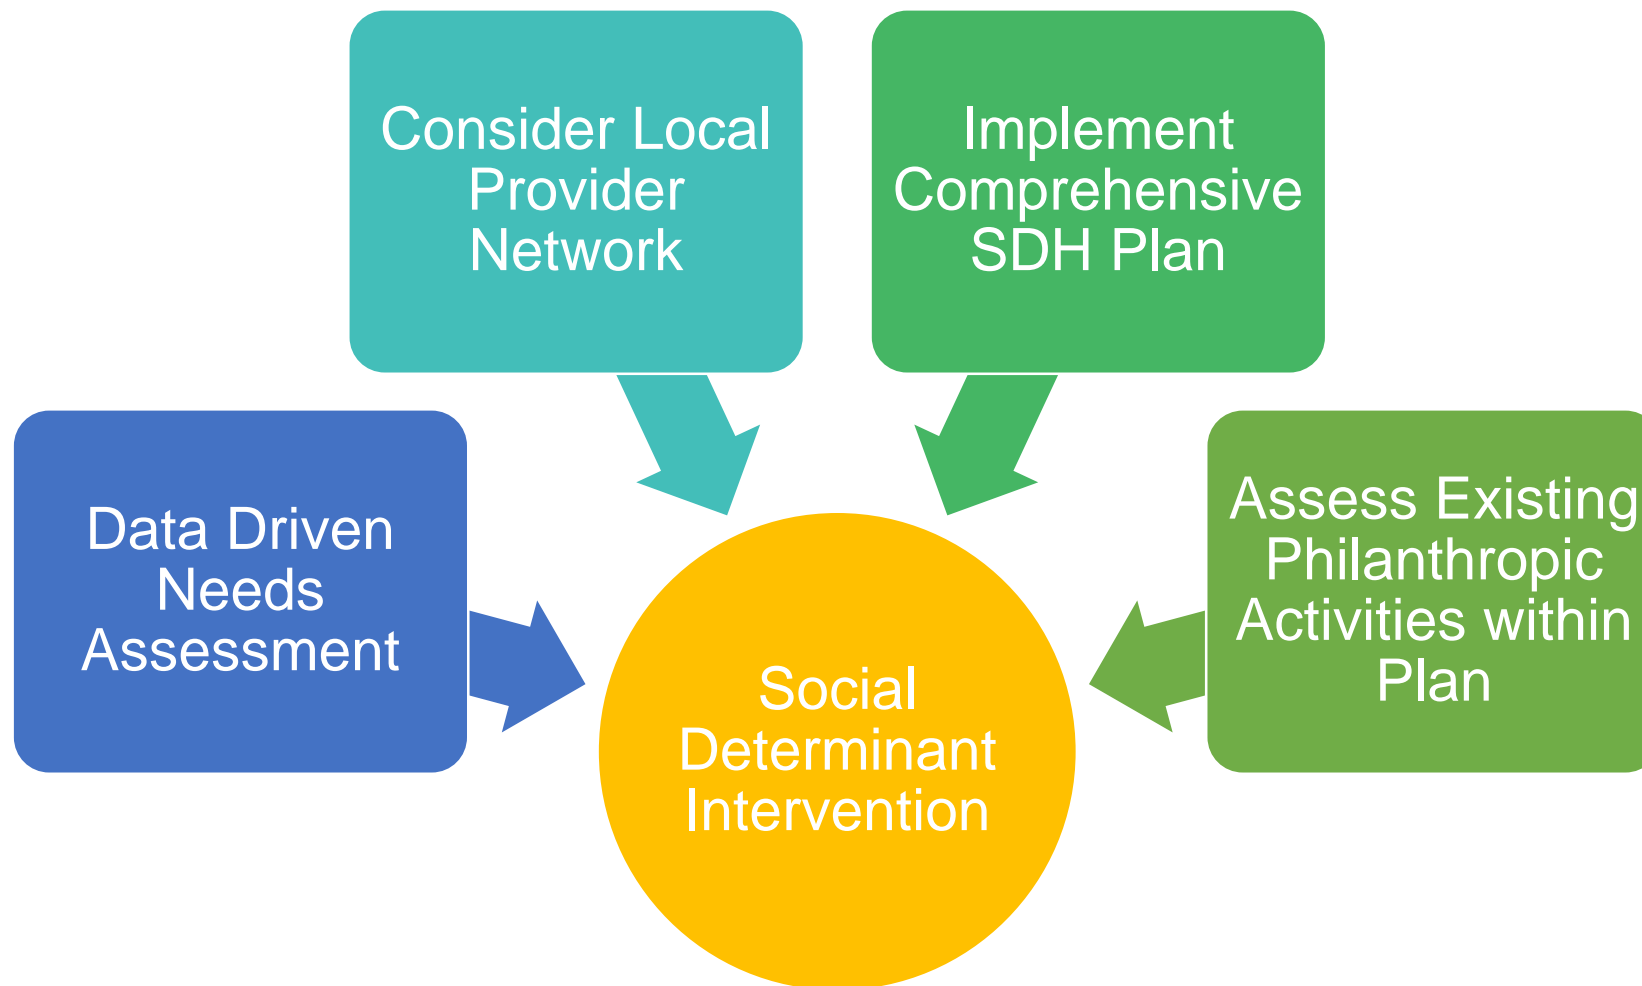 Consider Local
Provider
Network
Implement
Comprehensive
SDH Plan
Data Driven
Needs
Assessment
Assess Existing
Philanthropic
Activities within
Plan
Social
Determinant
Intervention